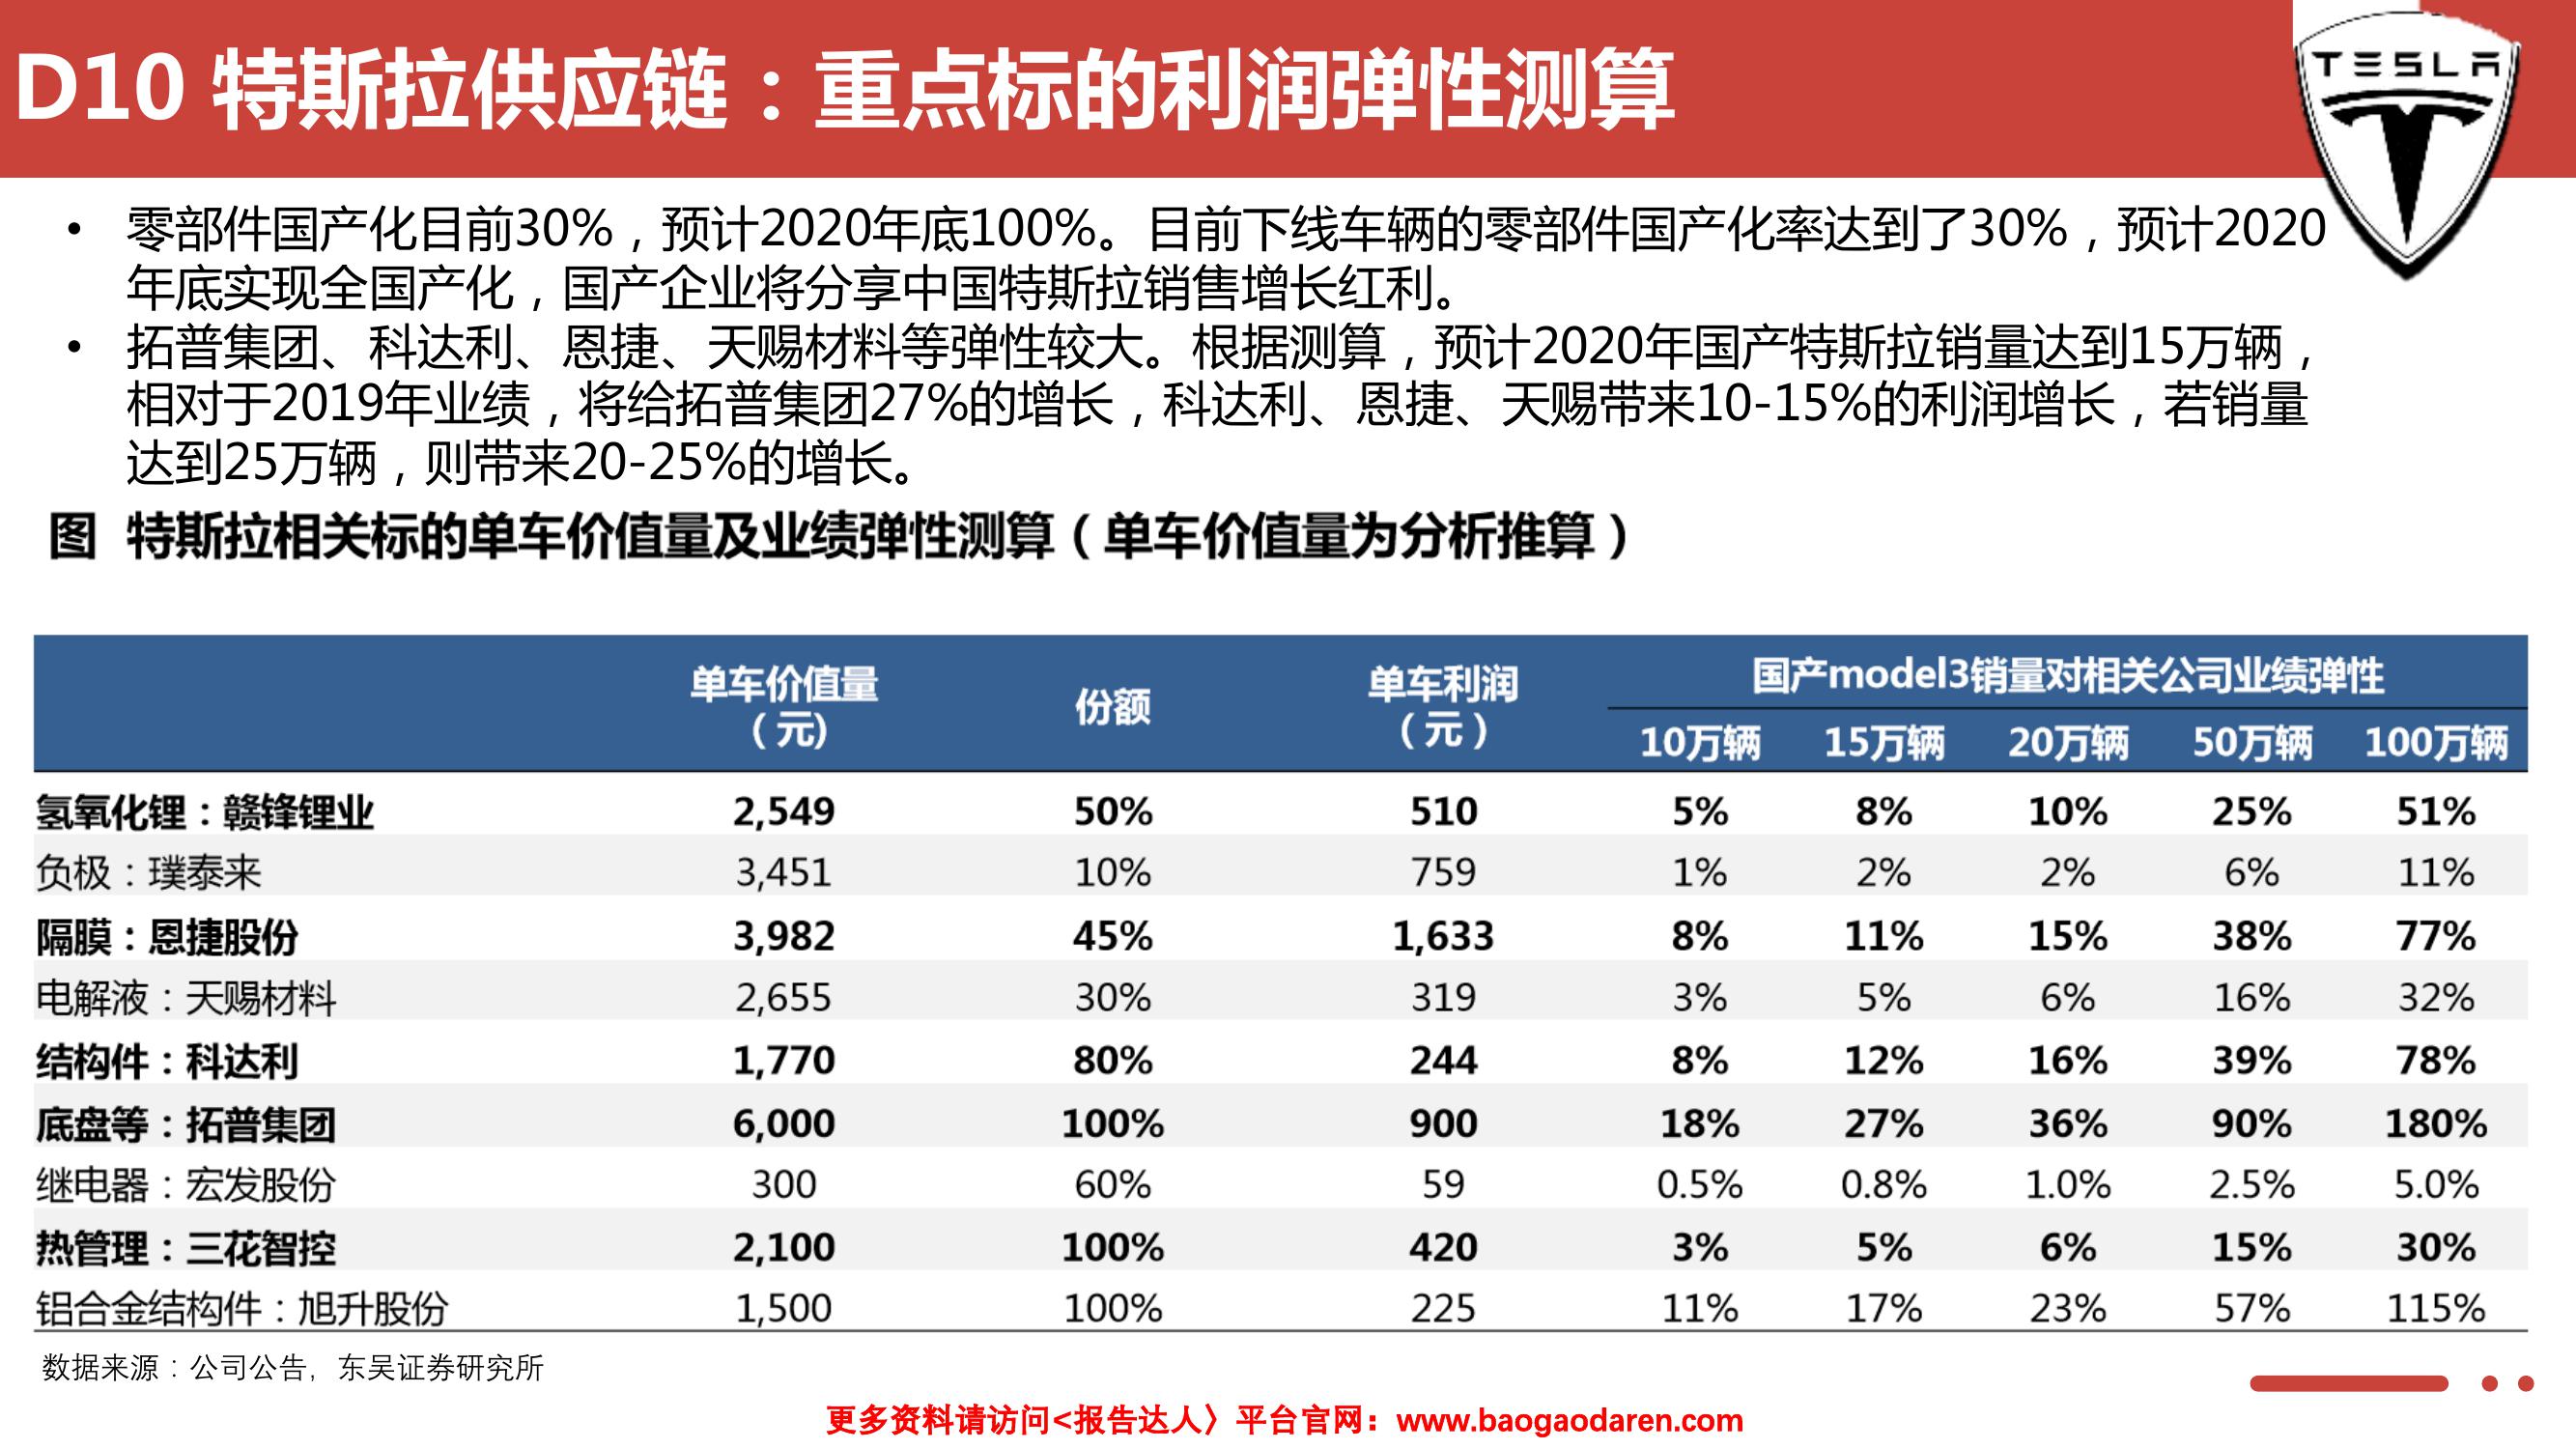 D10 特斯拉供应链：重点标的利润弹性测算
TESLA
• 零部件国产化目前30%，预计2020年底100%。目前下线车辆的零部件国产化率达到了30%，预计2020
年底实现全国产化，国产企业将分享中国特斯拉销售增长红利。
• 拓普集团、科达利、恩捷、天赐材料等弹性较大。根据测算，预计2020年国产特斯拉销量达到15万辆，
相对于2019年业绩，将给拓普集团27%的增长，科达利、恩捷、天赐带来10-15%的利润增长，若销量
达到25万辆，则带来20-25%的增长。
图 特斯拉相关标的单车价值量及业绩弹性测算（单车价值量为分析推算）
单车价值量（元) 份额 单车利润（元） 国产model3销量对相关公司业绩弹性
10万辆 15万辆 20万辆 50万辆 100万辆
氢氧化锂：赣锋锂业 2,549 50% 510 5% 8% 10% 25% 51%
负极：璞泰来 3,451 10% 759 1% 2% 2% 6% 11%
隔膜：恩捷股份 3,982 45% 1,633 8% 11% 15% 38% 77%
电解液：天赐材料 2,655 30% 319 3% 5% 6% 16% 32%
结构件：科达利 1,770 80% 244 8% 12% 16% 39% 78%
底盘等：拓普集团 6,000 100% 900 18% 27% 36% 90% 180%
继电器：宏发股份 300 60% 59 0.5% 0.8% 1.0% 2.5% 5.0%
热管理：三花智控 2,100 100% 420 3% 5% 6% 15% 30%
铝合金结构件：旭升股份 1,500 100% 225 11% 17% 23% 57% 115%
数据来源：公司公告，东吴证券研究所
更多资料请访问<报告达人〉平台官网：www.baogaodaren.com